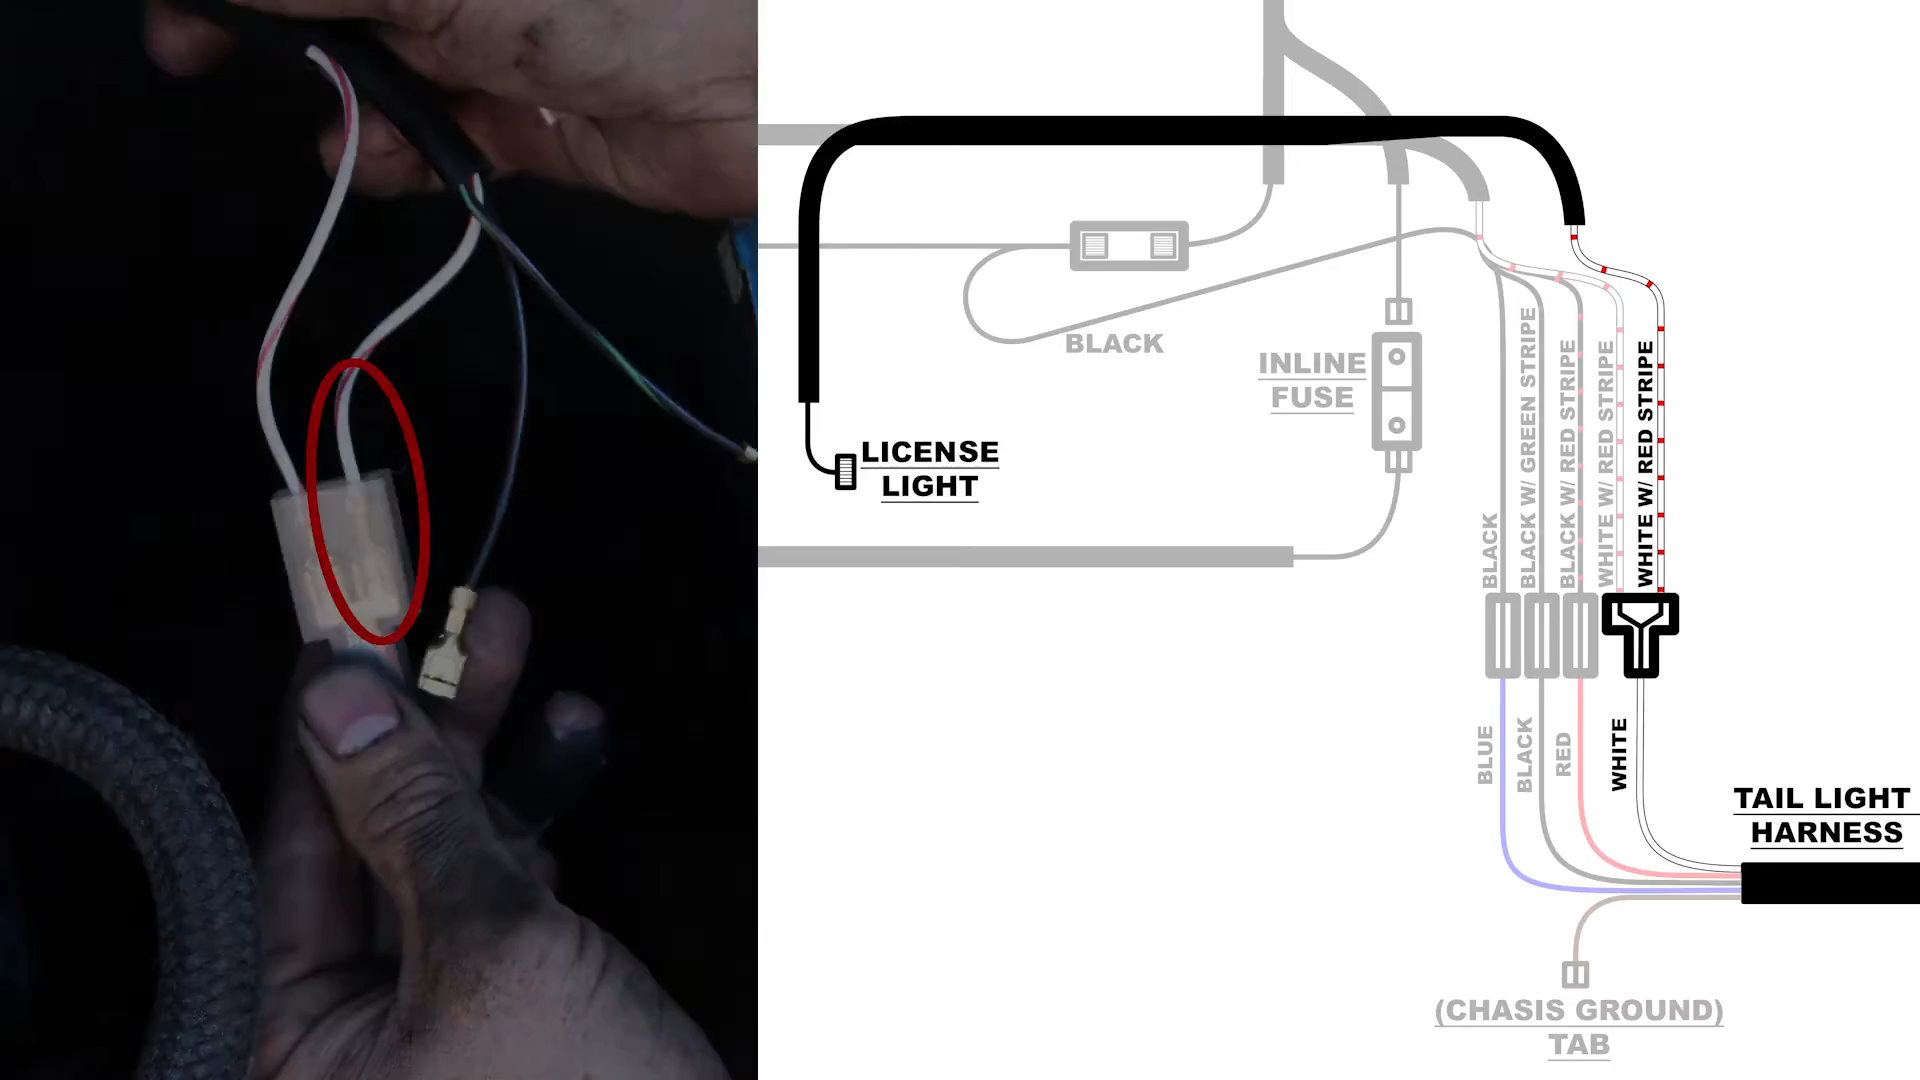 BLACK
INLINE
FUSE
LICENSE
LIGHT
BLACK
BLACK W/ GREEN STRIPE
BLACK W/ RED STRIPE
WHITE W/ RED STRIPE
WHITE W/ RED STRIPE
BLUE
BLACK
RED
WHITE
TAIL LIGHT
HARNESS
(CHASIS GROUND)
TAB